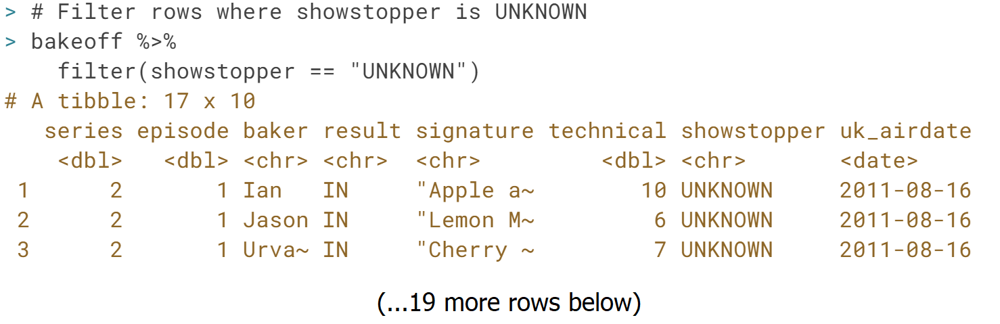 > # Filter rows where showstopper is UNKNOWN
> bakeoff %>%
    filter(showstopper == "UNKNOWN")
# A tibble: 17 x 10
   series episode baker result signature technical showstopper uk_airdate
    <dbl>   <dbl> <chr> <chr>  <chr>         <dbl> <chr>       <date>
 1      2       1 Ian   IN     "Apple a~        10 UNKNOWN     2011-08-16
 2      2       1 Jason IN     "Lemon M~         6 UNKNOWN     2011-08-16
 3      2       1 Urva~ IN     "Cherry ~         7 UNKNOWN     2011-08-16
(...19 more rows below)